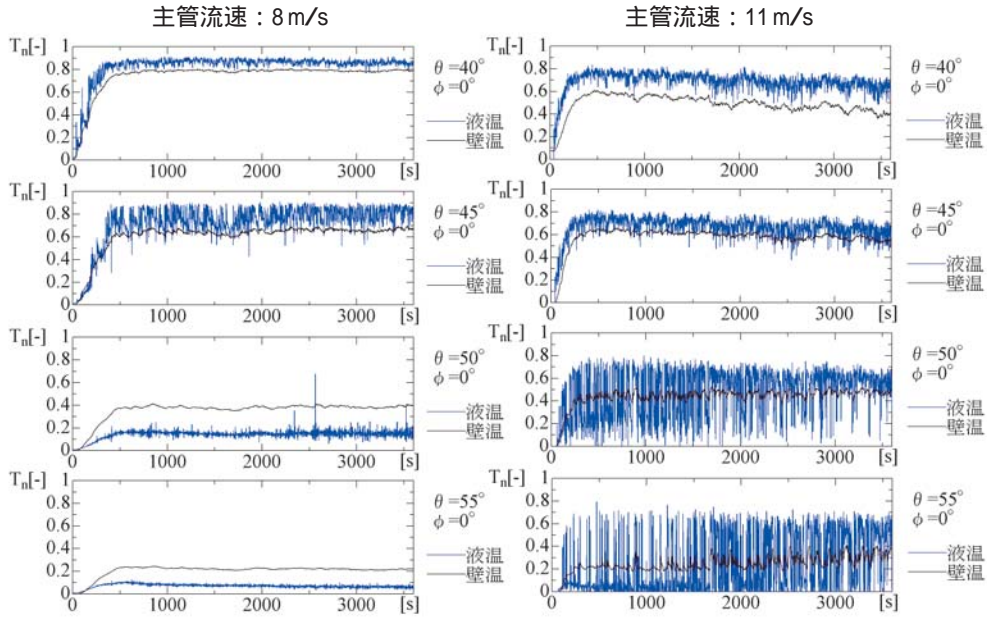 主管流速：8 m/s 主管流速：11 m/s
Tn[-] 1 0.8 0.6 0.4 0.2 0 0 1000 2000 3000 [s] θ=40° φ=0° 液温 壁温
Tn[-] 1 0.8 0.6 0.4 0.2 0 0 1000 2000 3000 [s] θ=40° φ=0° 液温 壁温
Tn[-] 1 0.8 0.6 0.4 0.2 0 0 1000 2000 3000 [s] θ=45° φ=0° 液温 壁温
Tn[-] 1 0.8 0.6 0.4 0.2 0 0 1000 2000 3000 [s] θ=45° φ=0° 液温 壁温
Tn[-] 1 0.8 0.6 0.4 0.2 0 0 1000 2000 3000 [s] θ=50° φ=0° 液温 壁温
Tn[-] 1 0.8 0.6 0.4 0.2 0 0 1000 2000 3000 [s] θ=50° φ=0° 液温 壁温
Tn[-] 1 0.8 0.6 0.4 0.2 0 0 1000 2000 3000 [s] θ=55° φ=0° 液温 壁温
Tn[-] 1 0.8 0.6 0.4 0.2 0 0 1000 2000 3000 [s] θ=55° φ=0° 液温 壁温